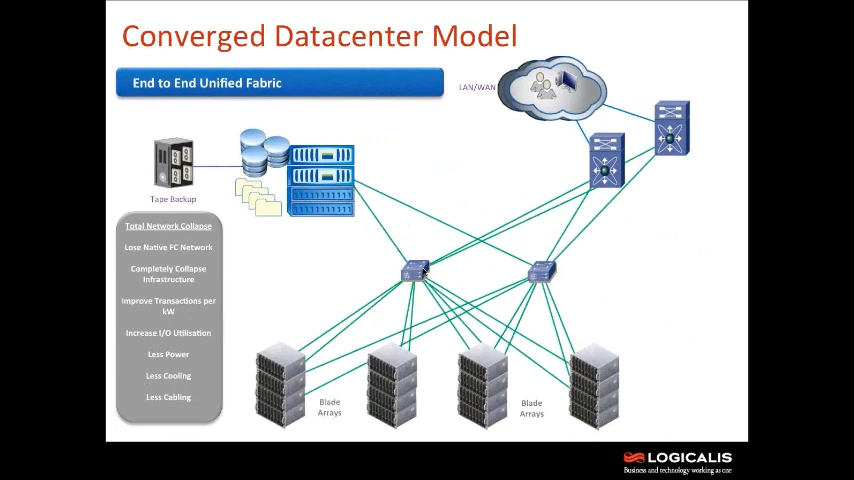 Converged Datacenter Model
End to End Unified Fabric
LAN/WAN
Tape Backup
Total Network Collapse
Lose Native FC Network
Completely Collapse
Infrastructure
Improve Transactions per
kW
Increase I/O Utilisation
Less Power
Less Cooling
Less Cabling
Blade
Arrays
Blade
Arrays
LOGICALIS
Business and technology working as one